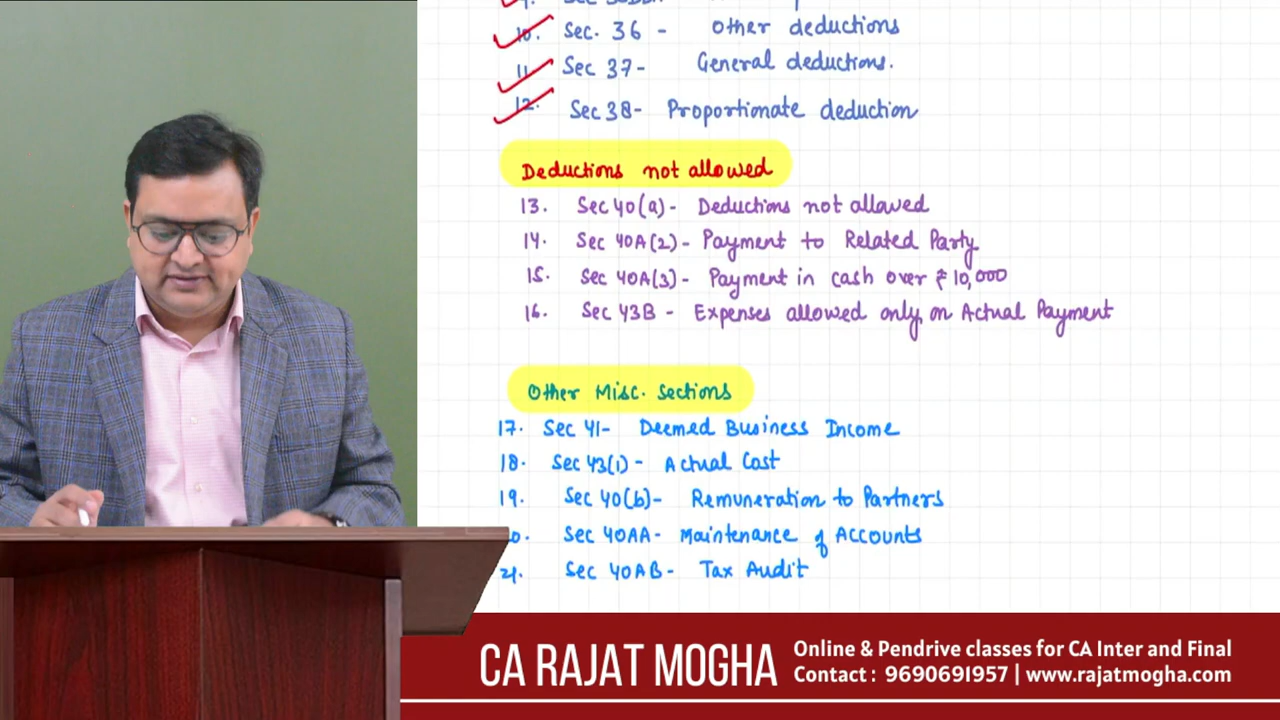 10. Sec. 36 - Other deductions
11 Sec 37- General deductions.
12. Sec 38- Proportionate deduction
Deductions not allowed
13. Sec 40(a)- Deductions not allowed
14. Sec 40A(2)- Payment to Related Party
15. Sec 40A(3)- Payment in cash over ₹ 10,000
16. Sec 43B - Expenses allowed only on Actual Payment
Other Misc. Sections
17. Sec 41- Deemed Business Income
18. Sec 43(1) - Actual Cost
19. Sec 40(b)- Remuneration to Partners
0. Sec 40AA- Maintenance of Accounts
21. Sec 40AB- Tax Audit
CA RAJAT MOGHA
Online & Pendrive classes for CA Inter and Final
Contact : 9690691957 | www.rajatmogha.com